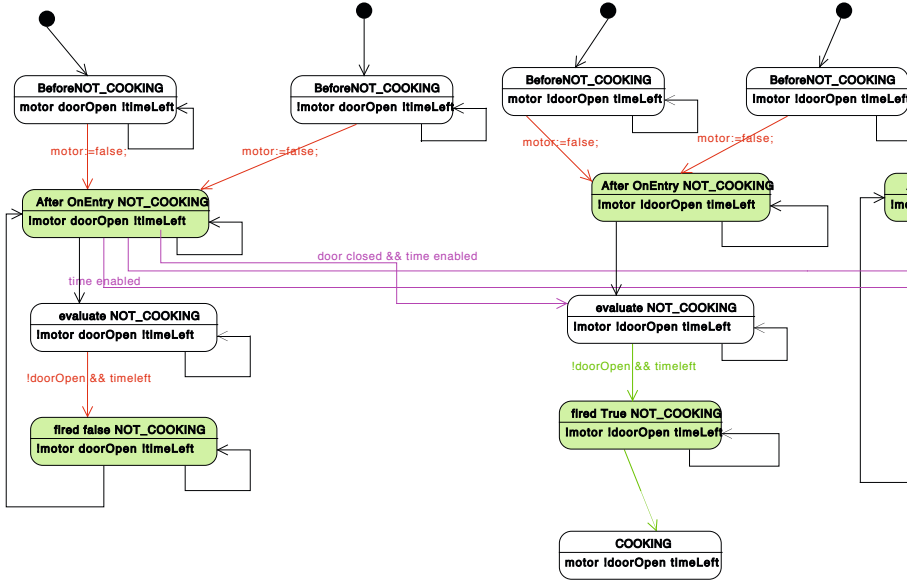 BeforeNOT_COOKING
motor doorOpen !timeLeft
BeforeNOT_COOKING
!motor doorOpen !timeLeft
BeforeNOT_COOKING
motor !doorOpen timeLeft
BeforeNOT_COOKING
!motor !doorOpen timeLeft
motor:=false;
motor:=false;
motor:=false;
motor:=false;
After OnEntry NOT_COOKING
!motor doorOpen !timeLeft
After OnEntry NOT_COOKING
!motor !doorOpen timeLeft
door closed && time enabled
time enabled
evaluate NOT_COOKING
!motor doorOpen !timeLeft
evaluate NOT_COOKING
!motor !doorOpen timeLeft
!doorOpen && timeleft
!doorOpen && timeleft
fired false NOT_COOKING
!motor doorOpen !timeLeft
fired True NOT_COOKING
!motor !doorOpen timeLeft
COOKING
motor !doorOpen timeLeft